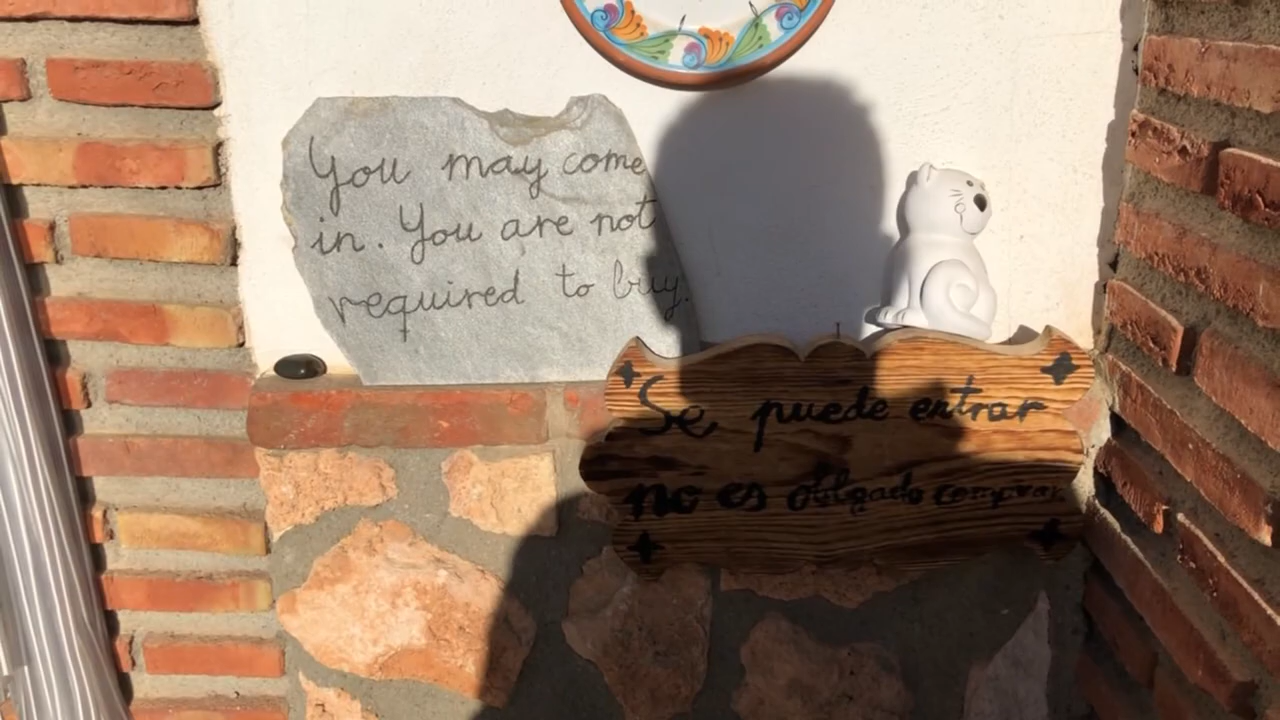 You may come
in. You are not
required to buy.
Se puede entrar
no es obligado comprar